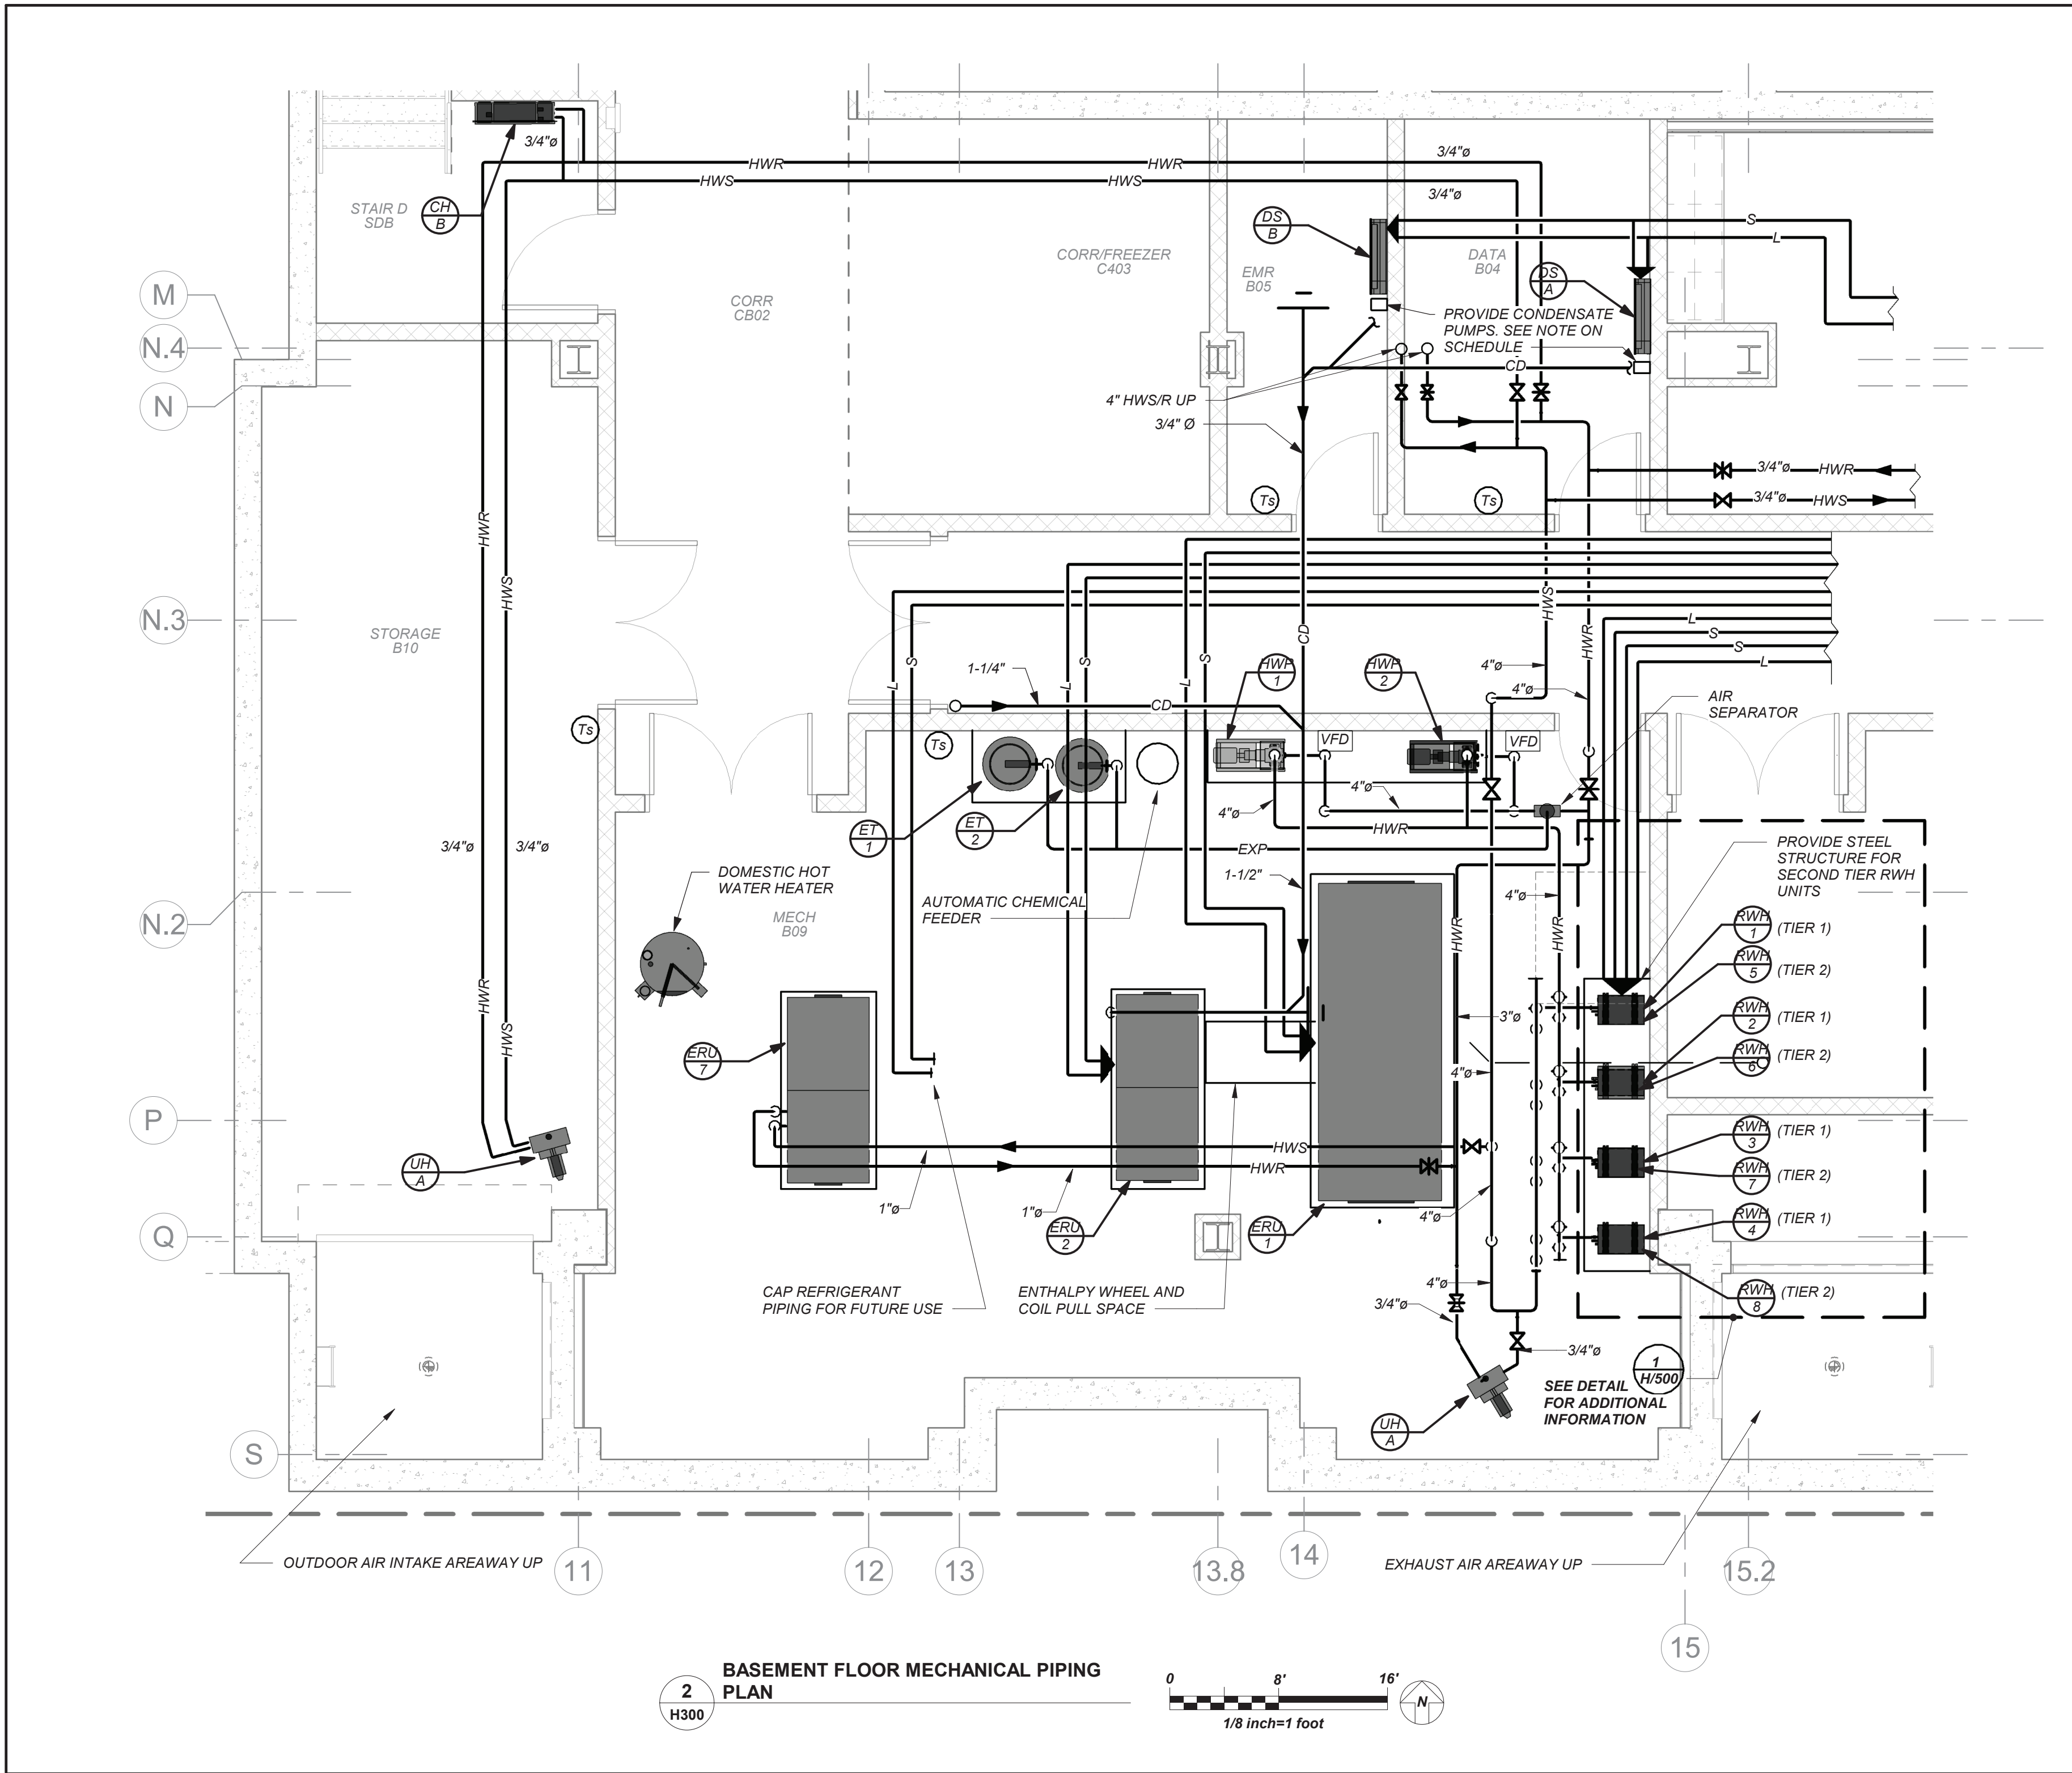 3/4"ø
HWR
HWR
3/4"ø
HWS
HWS
3/4"ø
STAIR D
SDB
CH
B
DS
B
S
L
M
CORR/FREEZER
C403
EMR
B05
DATA
B04
DS
A
CORR
CB02
PROVIDE CONDENSATE
PUMPS. SEE NOTE ON
SCHEDULE
N.4
CD
N
4" HWS/R UP
3/4" Ø
3/4"ø
HWR
3/4"ø
HWS
Ts
Ts
HWR
HWS
HWS
HWR
CD
N.3
STORAGE
B10
L
S
S
L
L
S
L
S
L
S
1-1/4"
CD
HWP
1
HWP
2
4"ø
4"ø
AIR
SEPARATOR
Ts
Ts
VFD
VFD
4"ø
4"ø
HWR
EXP
ET
1
ET
2
3/4"ø
3/4"ø
DOMESTIC HOT
WATER HEATER
1-1/2"
PROVIDE STEEL
STRUCTURE FOR
SECOND TIER RWH
UNITS
AUTOMATIC CHEMICAL
FEEDER
4"ø
N.2
MECH
B09
HWR
HWR
RWH
1
(TIER 1)
RWH
5
(TIER 2)
HWR
HWS
3"ø
RWH
2
(TIER 1)
ERU
7
RWH
6
(TIER 2)
4"ø
P
HWS
HWR
RWH
3
(TIER 1)
UH
A
RWH
7
(TIER 2)
1"ø
1"ø
4"ø
RWH
4
(TIER 1)
Q
ERU
2
ERU
1
CAP REFRIGERANT
PIPING FOR FUTURE USE
ENTHALPY WHEEL AND
COIL PULL SPACE
4"ø
3/4"ø
RWH
8
(TIER 2)
3/4"ø
1
H/500
SEE DETAIL
FOR ADDITIONAL
INFORMATION
UH
A
S
OUTDOOR AIR INTAKE AREAWAY UP
EXHAUST AIR AREAWAY UP
11
12
13
13.8
14
15.2
15
2
H300
BASEMENT FLOOR MECHANICAL PIPING
PLAN
0
8'
16'
1/8 inch=1 foot
N